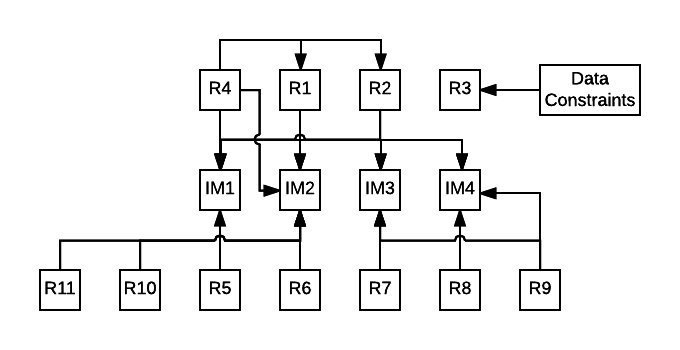 R4
R1
R2
R3
Data
Constraints
IM1
IM2
IM3
IM4
R11
R10
R5
R6
R7
R8
R9